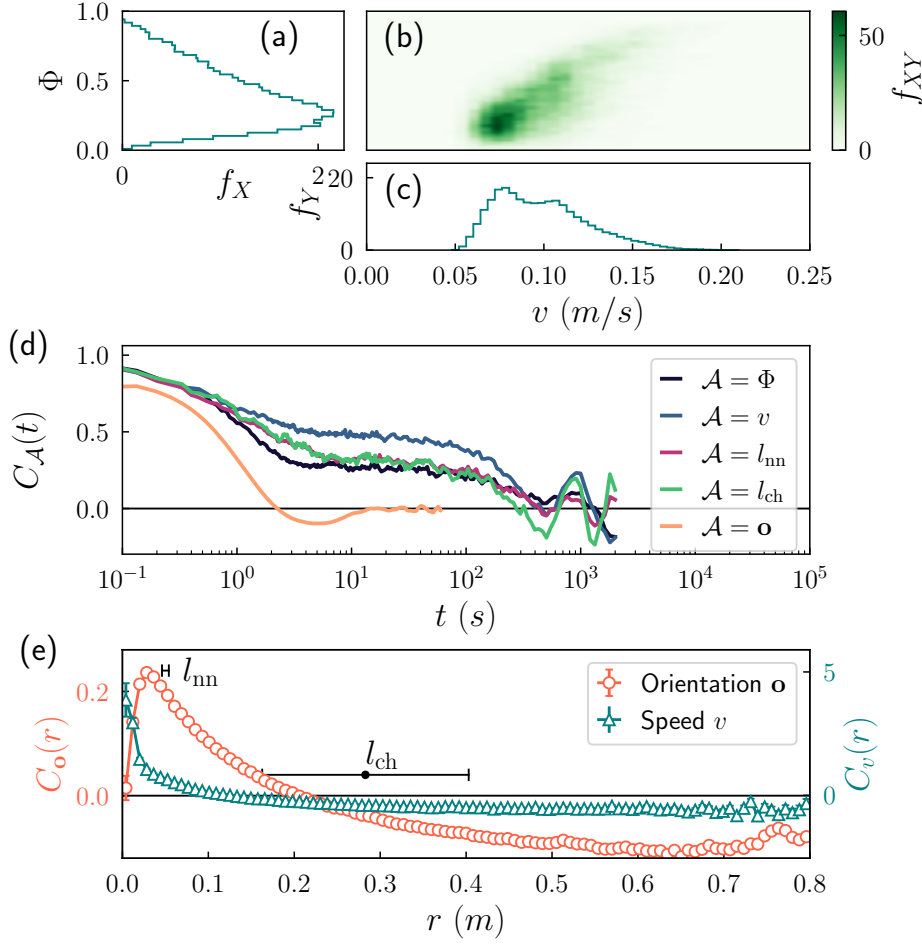 (a)
1.0
0.5
0.0
Φ
0
2
f_X
(b)
50
0
f_XY
(c)
20
0
f_Y
0.00 0.05 0.10 0.15 0.20 0.25
v (m/s)
(d)
1.0
0.5
0.0
C_𝒜(t)
𝒜 = Φ
𝒜 = v
𝒜 = l_nn
𝒜 = l_ch
𝒜 = 𝐨
10^−1 10^0 10^1 10^2 10^3 10^4 10^5
t (s)
(e)
0.2
0.0
C_𝐨(r)
l_nn
l_ch
Orientation 𝐨
Speed v
5
0
C_v(r)
0.0 0.1 0.2 0.3 0.4 0.5 0.6 0.7 0.8
r (m)